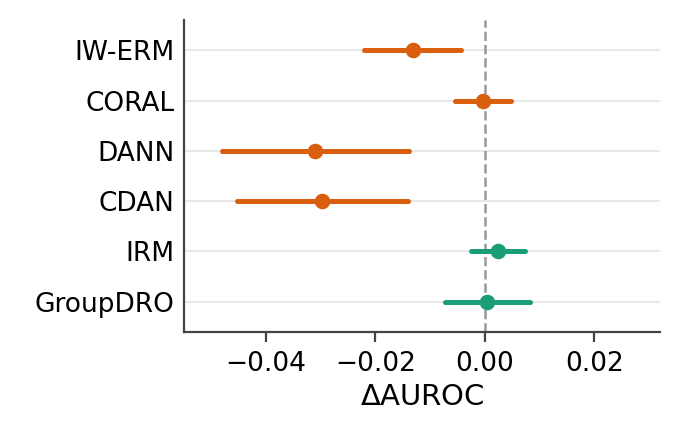 IW-ERM
CORAL
DANN
CDAN
IRM
GroupDRO
−0.04 −0.02 0.00 0.02
ΔAUROC